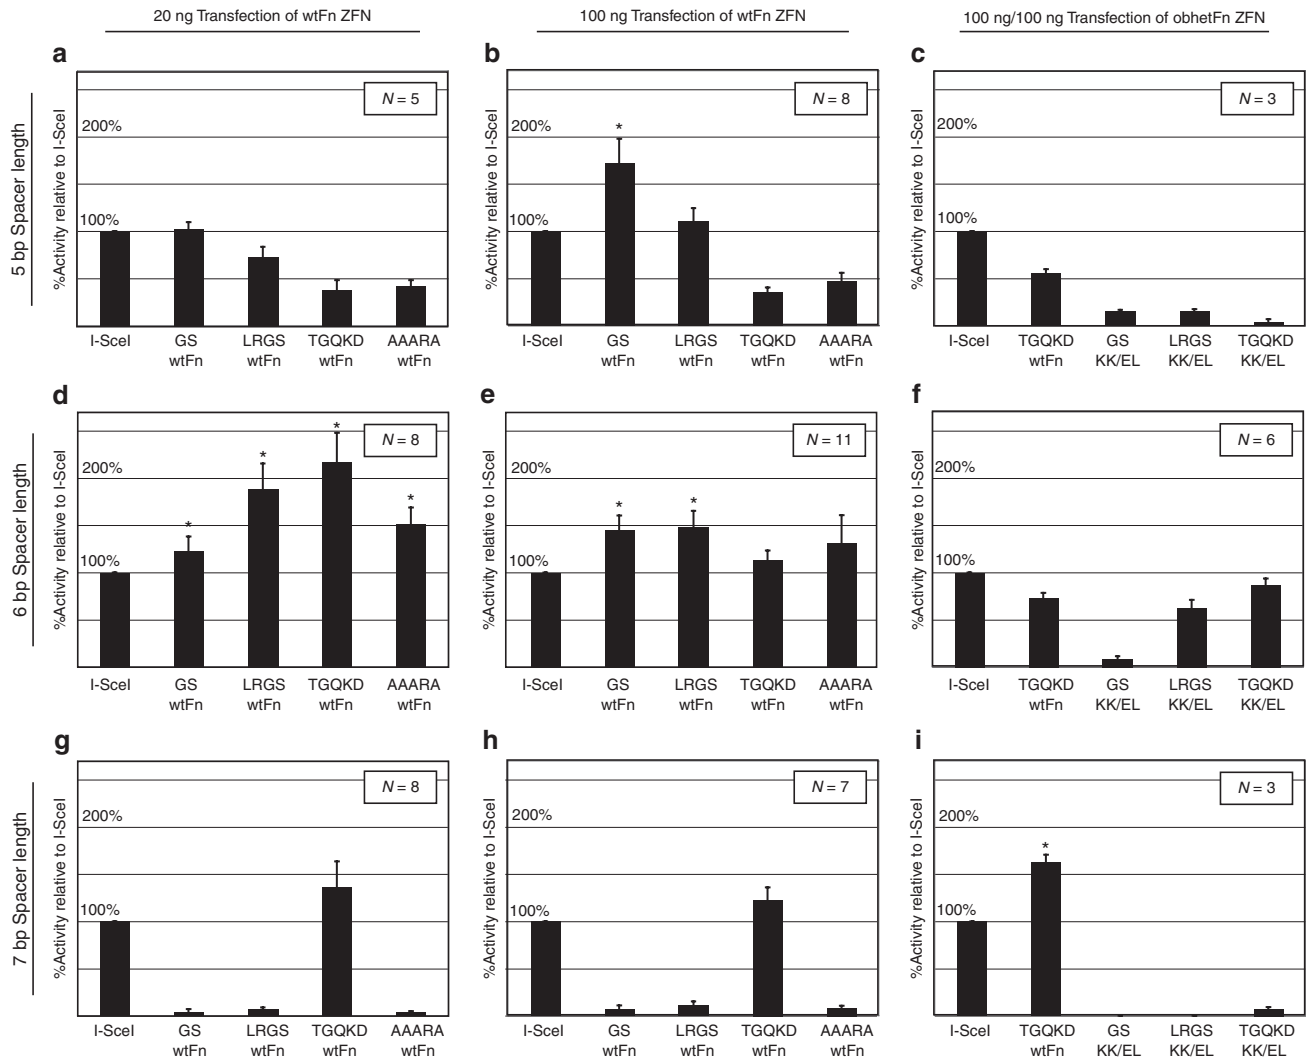 20 ng Transfection of wtFn ZFN
100 ng Transfection of wtFn ZFN
100 ng/100 ng Transfection of obhetFn ZFN
5 bp Spacer length
a
%Activity relative to I-SceI
N = 5
200%
100%
I-SceI GS LRGS TGQKD AAARA
wtFn wtFn wtFn wtFn
b
%Activity relative to I-SceI
N = 8
200%
*
100%
I-SceI GS LRGS TGQKD AAARA
wtFn wtFn wtFn wtFn
c
%Activity relative to I-SceI
N = 3
200%
100%
I-SceI TGQKD GS LRGS TGQKD
wtFn KK/EL KK/EL KK/EL
6 bp Spacer length
d
%Activity relative to I-SceI
N = 8
200%
* * * *
100%
I-SceI GS LRGS TGQKD AAARA
wtFn wtFn wtFn wtFn
e
%Activity relative to I-SceI
N = 11
200%
* *
100%
I-SceI GS LRGS TGQKD AAARA
wtFn wtFn wtFn wtFn
f
%Activity relative to I-SceI
N = 6
200%
100%
I-SceI TGQKD GS LRGS TGQKD
wtFn KK/EL KK/EL KK/EL
7 bp Spacer length
g
%Activity relative to I-SceI
N = 8
200%
100%
I-SceI GS LRGS TGQKD AAARA
wtFn wtFn wtFn wtFn
h
%Activity relative to I-SceI
N = 7
200%
100%
I-SceI GS LRGS TGQKD AAARA
wtFn wtFn wtFn wtFn
i
%Activity relative to I-SceI
N = 3
200%
*
100%
I-SceI TGQKD GS LRGS TGQKD
wtFn KK/EL KK/EL KK/EL